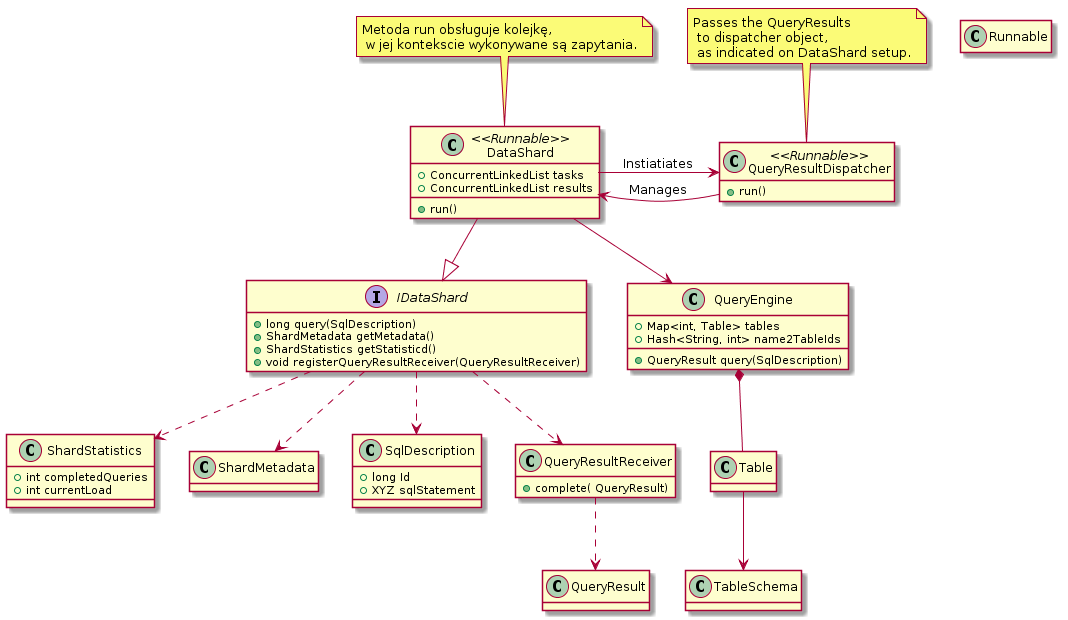 Metoda run obsługuje kolejkę,
w jej kontekscie wykonywane są zapytania.
Passes the QueryResults
to dispatcher object,
as indicated on DataShard setup.
C Runnable
C <<Runnable>>
DataShard
ConcurrentLinkedList tasks
ConcurrentLinkedList results
run()
Instiatiates
Manages
C <<Runnable>>
QueryResultDispatcher
run()
I IDataShard
long query(SqlDescription)
ShardMetadata getMetadata()
ShardStatistics getStatisticd()
void registerQueryResultReceiver(QueryResultReceiver)
C QueryEngine
Map<int, Table> tables
Hash<String, int> name2TableIds
QueryResult query(SqlDescription)
C ShardStatistics
int completedQueries
int currentLoad
C ShardMetadata
C SqlDescription
long Id
XYZ sqlStatement
C QueryResultReceiver
complete( QueryResult)
C Table
C QueryResult
C TableSchema